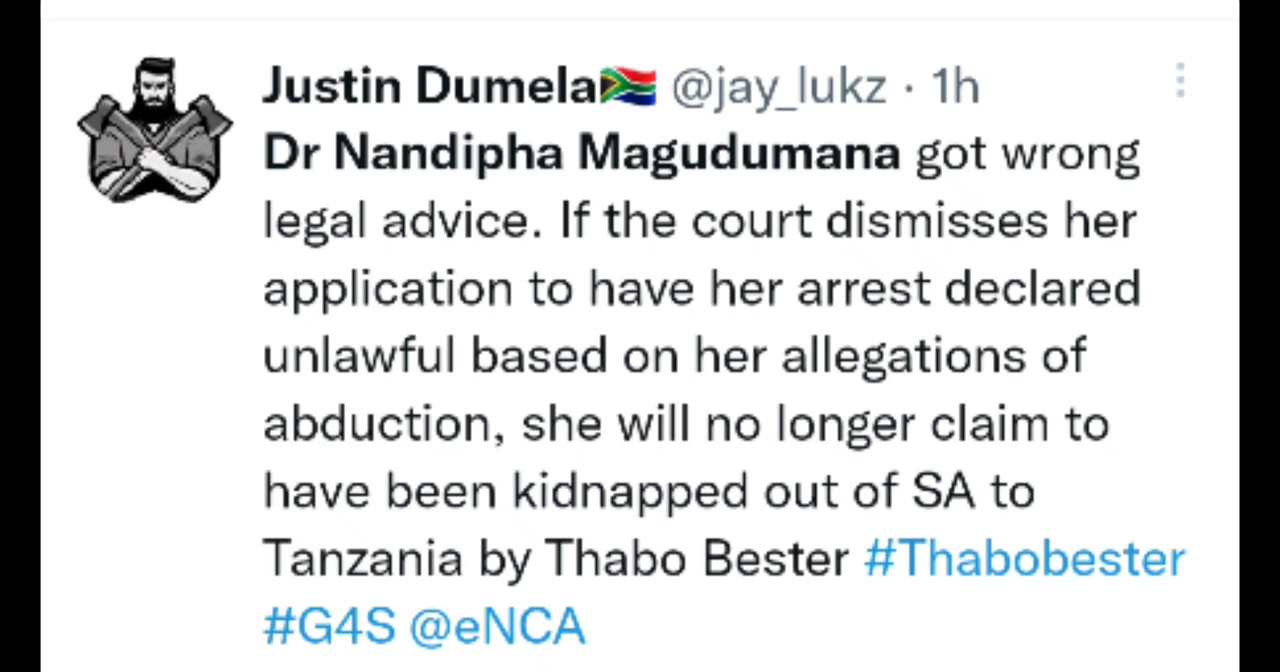 Justin Dumela🇿🇦 @jay_lukz · 1h
Dr Nandipha Magudumana got wrong
legal advice. If the court dismisses her
application to have her arrest declared
unlawful based on her allegations of
abduction, she will no longer claim to
have been kidnapped out of SA to
Tanzania by Thabo Bester #Thabobester
#G4S @eNCA